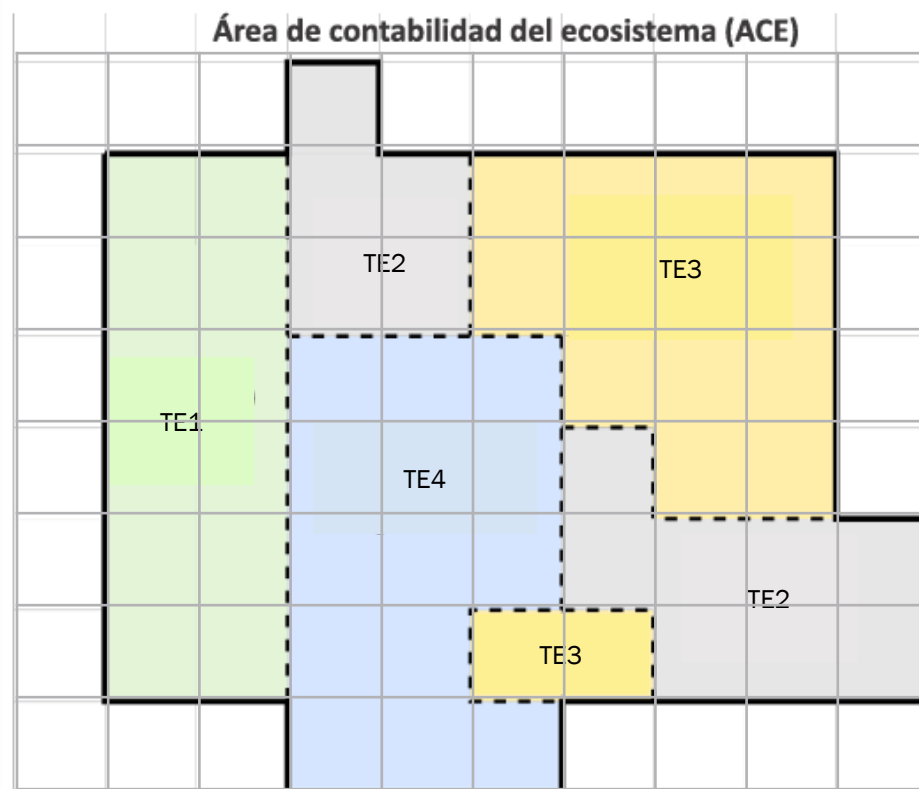 Área de contabilidad del ecosistema (ACE)
TE2
TE3
TE1
TE4
TE2
TE3